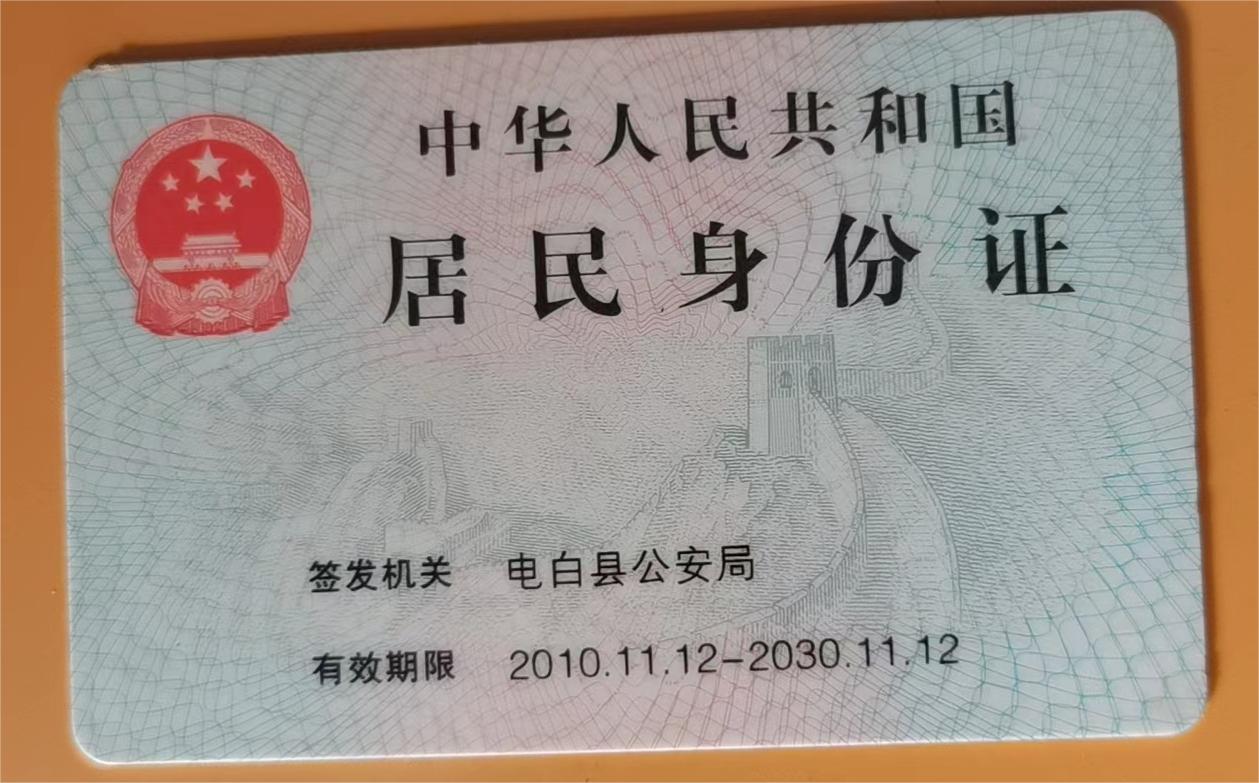 中华人民共和国
居民身份证
签发机关 电白县公安局
有效期限 2010.11.12-2030.11.12